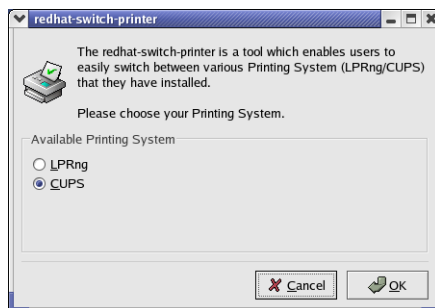 redhat-switch-printer
The redhat-switch-printer is a tool which enables users to
easily switch between various Printing System (LPRng/CUPS)
that they have installed.
Please choose your Printing System.
Available Printing System
LPRng
CUPS
Cancel
OK